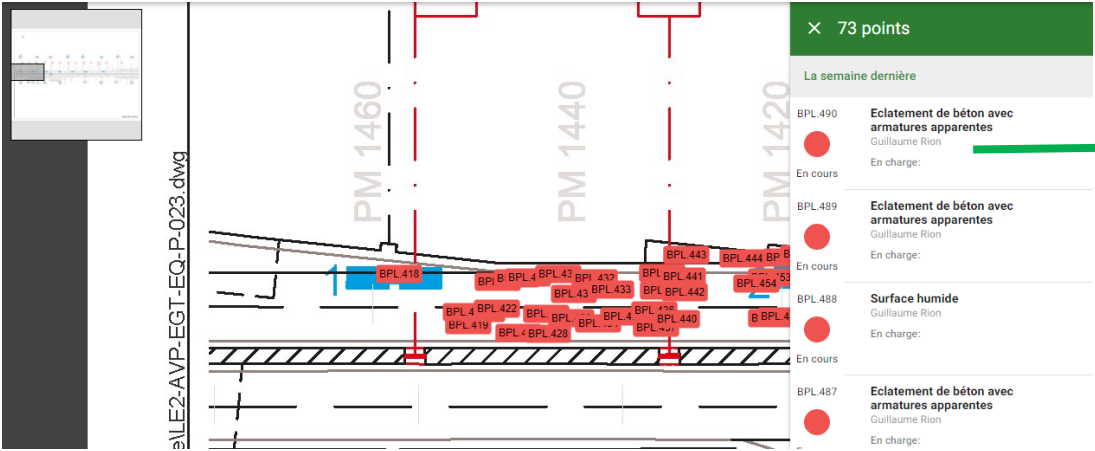 73 points
La semaine dernière
BPL.490
Eclatement de béton avec
armatures apparentes
Guillaume Rion
En charge:
En cours
BPL.489
Eclatement de béton avec
armatures apparentes
Guillaume Rion
En charge:
En cours
BPL.488
Surface humide
Guillaume Rion
En charge:
En cours
BPL.487
Eclatement de béton avec
armatures apparentes
Guillaume Rion
En charge:
e\LE2-AVP-EGT-EQ-P-023.dwg
PM 1460
PM 1440
PM 1420
1
2
BPL.418
BPL.443
BPL.444
BPL.441
BPL.442
BPL.454
BPL.432
BPL.433
BPL.422
BPL.419
BPL.428
BPL.440